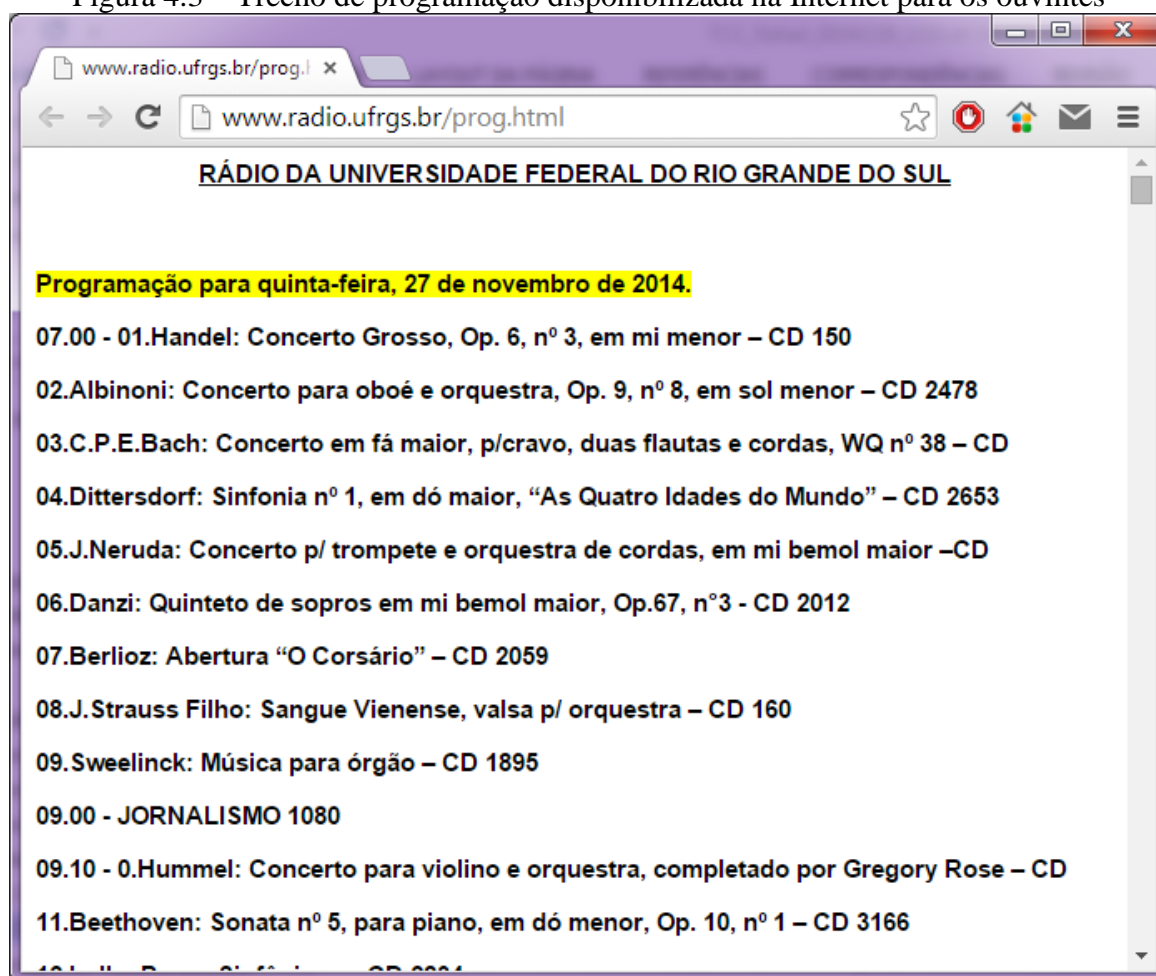 Figura 4.3 – Trecho de programação disponibilizada na Internet para os ouvintes
www.radio.ufrgs.br/prog.h
www.radio.ufrgs.br/prog.html
RÁDIO DA UNIVERSIDADE FEDERAL DO RIO GRANDE DO SUL
Programação para quinta-feira, 27 de novembro de 2014.
07.00 - 01.Handel: Concerto Grosso, Op. 6, nº 3, em mi menor – CD 150
02.Albinoni: Concerto para oboé e orquestra, Op. 9, nº 8, em sol menor – CD 2478
03.C.P.E.Bach: Concerto em fá maior, p/cravo, duas flautas e cordas, WQ nº 38 – CD
04.Dittersdorf: Sinfonia nº 1, em dó maior, “As Quatro Idades do Mundo” – CD 2653
05.J.Neruda: Concerto p/ trompete e orquestra de cordas, em mi bemol maior –CD
06.Danzi: Quinteto de sopros em mi bemol maior, Op.67, n°3 - CD 2012
07.Berlioz: Abertura “O Corsário” – CD 2059
08.J.Strauss Filho: Sangue Vienense, valsa p/ orquestra – CD 160
09.Sweelinck: Música para órgão – CD 1895
09.00 - JORNALISMO 1080
09.10 - 0.Hummel: Concerto para violino e orquestra, completado por Gregory Rose – CD
11.Beethoven: Sonata nº 5, para piano, em dó menor, Op. 10, nº 1 – CD 3166